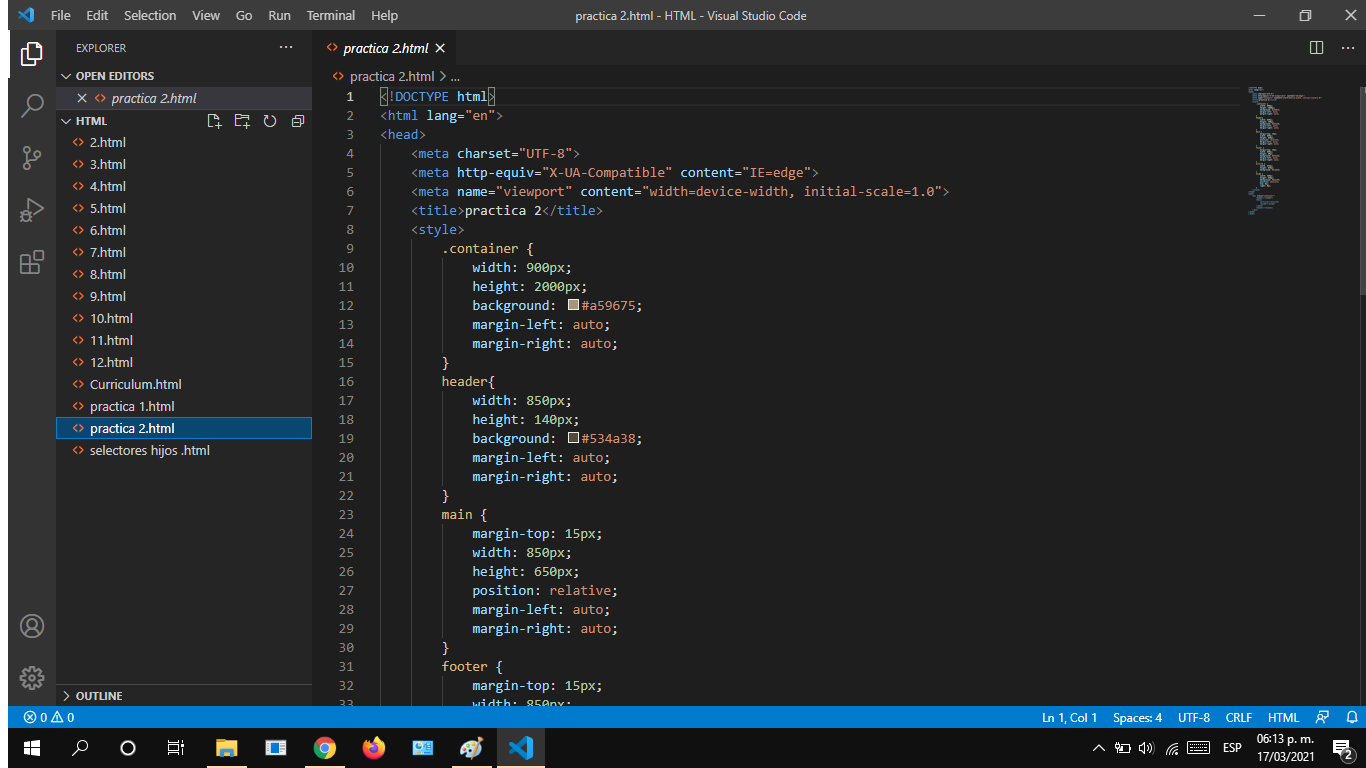 File Edit Selection View Go Run Terminal Help practica 2.html - HTML - Visual Studio Code
EXPLORER
OPEN EDITORS
practica 2.html
HTML
2.html
3.html
4.html
5.html
6.html
7.html
8.html
9.html
10.html
11.html
12.html
Curriculum.html
practica 1.html
practica 2.html
selectores hijos .html
OUTLINE
practica 2.html
practica 2.html > ...
1 <!DOCTYPE html>
2 <html lang="en">
3 <head>
4     <meta charset="UTF-8">
5     <meta http-equiv="X-UA-Compatible" content="IE=edge">
6     <meta name="viewport" content="width=device-width, initial-scale=1.0">
7     <title>practica 2</title>
8     <style>
9         .container {
10             width: 900px;
11             height: 2000px;
12             background: #a59675;
13             margin-left: auto;
14             margin-right: auto;
15         }
16         header{
17             width: 850px;
18             height: 140px;
19             background: #534a38;
20             margin-left: auto;
21             margin-right: auto;
22         }
23         main {
24             margin-top: 15px;
25             width: 850px;
26             height: 650px;
27             position: relative;
28             margin-left: auto;
29             margin-right: auto;
30         }
31         footer {
32             margin-top: 15px;
33             width: 850px;
0 0 Ln 1, Col 1 Spaces: 4 UTF-8 CRLF HTML
ESP 06:13 p. m.
17/03/2021 2